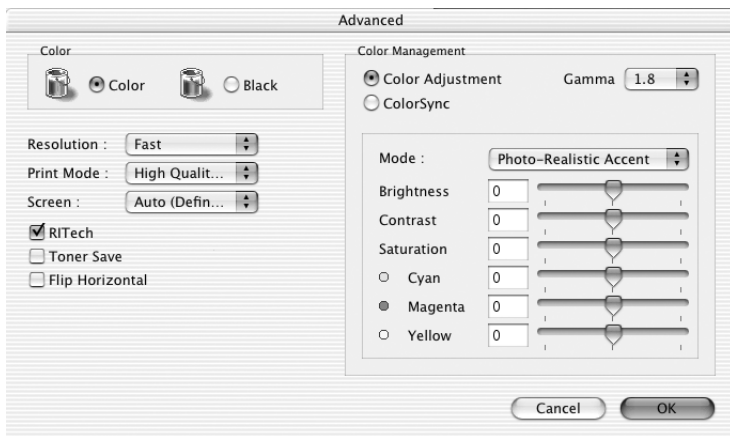 Advanced
Color
Color
Black
Resolution :
Fast
Print Mode :
High Qualit...
Screen :
Auto (Defin...
RITech
Toner Save
Flip Horizontal
Color Management
Color Adjustment
Gamma
1.8
ColorSync
Mode :
Photo-Realistic Accent
Brightness
0
Contrast
0
Saturation
0
Cyan
0
Magenta
0
Yellow
0
Cancel
OK